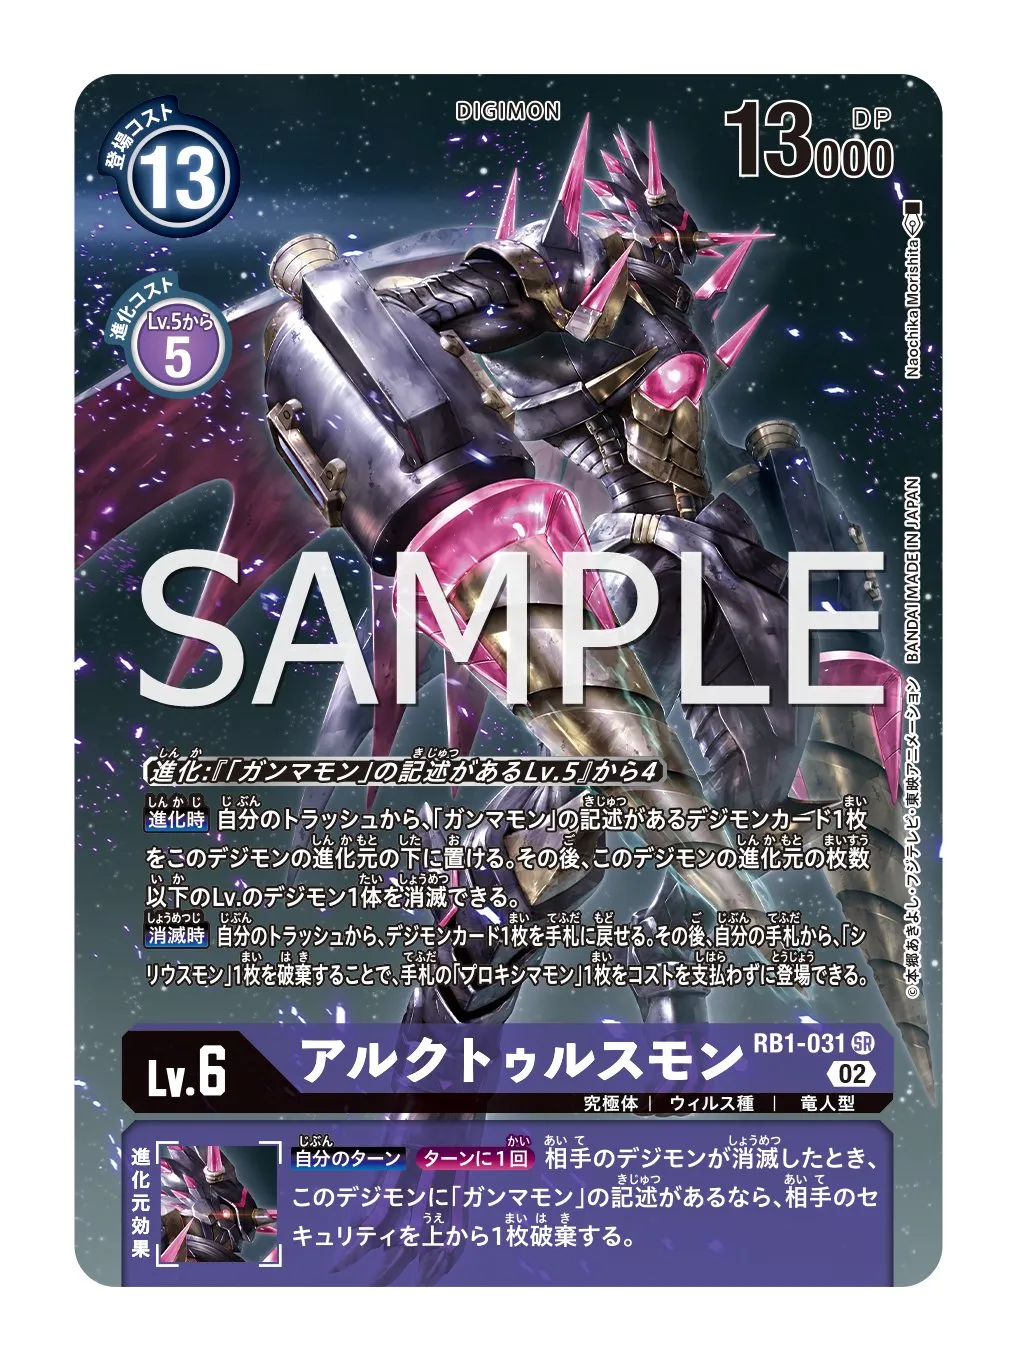 DIGIMON
登場コスト
13
13000
DP
進化コスト
Lv.5から
5
Naochika Morishita
SAMPLE
BANDAI MADE IN JAPAN
©本郷あきよし・フジテレビ・東映アニメーション
進化:『「ガンマモン」の記述があるLv.5』から4
進化時 自分のトラッシュから、「ガンマモン」の記述があるデジモンカード1枚
をこのデジモンの進化元の下に置ける。その後、このデジモンの進化元の枚数
以下のLv.のデジモン1体を消滅できる。
消滅時 自分のトラッシュから、デジモンカード1枚を手札に戻せる。その後、自分の手札から、「シ
リウスモン」1枚を破棄することで、手札の「プロキシマモン」1枚をコストを支払わずに登場できる。
Lv.6
アルクトゥルスモン
RB1-031 SR
02
究極体 | ウィルス種 | 竜人型
進化元効果
自分のターン ターンに1回 相手のデジモンが消滅したとき、
このデジモンに「ガンマモン」の記述があるなら、相手のセ
キュリティを上から1枚破棄する。